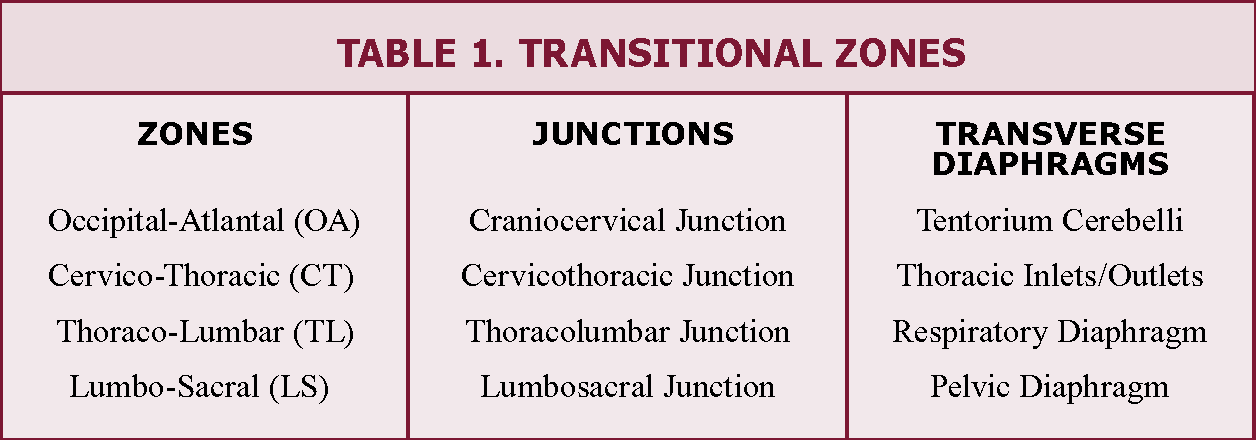 TABLE 1. TRANSITIONAL ZONES
ZONES JUNCTIONS TRANSVERSE
DIAPHRAGMS
Occipital-Atlantal (OA) Craniocervical Junction Tentorium Cerebelli
Cervico-Thoracic (CT) Cervicothoracic Junction Thoracic Inlets/Outlets
Thoraco-Lumbar (TL) Thoracolumbar Junction Respiratory Diaphragm
Lumbo-Sacral (LS) Lumbosacral Junction Pelvic Diaphragm